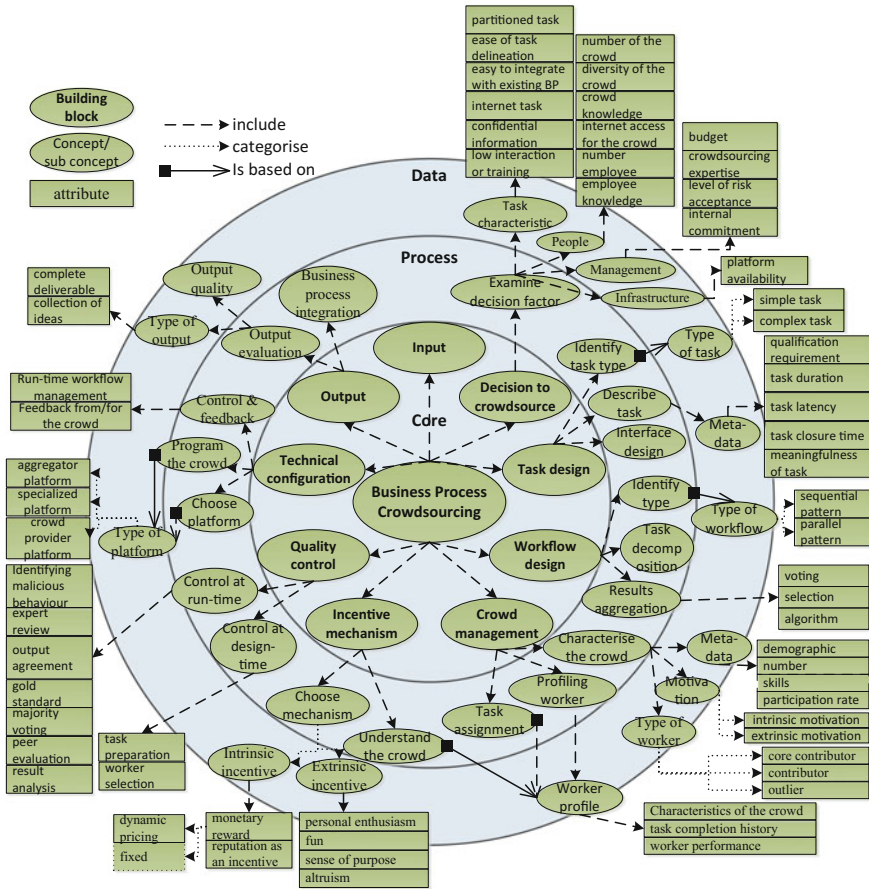 partitioned task
ease of task
delineation
easy to integrate
with existing BP
internet task
confidential
information
low interaction
or training
number of the
crowd
diversity of the
crowd
crowd
knowledge
internet access
for the crowd
number
employee
employee
knowledge
budget
crowdsourcing
expertise
level of risk
acceptance
internal
commitment
Building
block
Concept/
sub concept
attribute
include
categorise
Is based on
Data
Process
Core
Task
characteristic
People
Management
Infrastructure
platform
availability
Examine
decision factor
complete
deliverable
collection of
ideas
Output
quality
Type of
output
Business
process
integration
Output
evaluation
Input
Output
Decision to
crowdsource
Identify
task type
Type
of task
simple task
complex task
qualification
requirement
task duration
task latency
task closure time
meaningfulness
of task
Describe
task
Interface
design
Meta-
data
Task design
Run-time workflow
management
Feedback from/for
the crowd
Control &
feedback
Program
the crowd
Choose
platform
Technical
configuration
aggregator
platform
specialized
platform
crowd
provider
platform
Type of
platform
Business Process
Crowdsourcing
Identify
type
Type of
workflow
sequential
pattern
parallel
pattern
Task
decomp
osition
Results
aggregation
voting
selection
algorithm
Workflow
design
Quality
control
Control at
run-time
Control at
design-
time
Identifying
malicious
behaviour
expert
review
output
agreement
gold
standard
majority
voting
peer
evaluation
result
analysis
task
preparation
worker
selection
Incentive
mechanism
Crowd
management
Characterise
the crowd
Meta-
data
demographic
number
skills
participation rate
Motiva
tion
intrinsic motivation
extrinsic motivation
Type of
worker
core contributor
contributor
outlier
Profiling
worker
Task
assignment
Choose
mechanism
Understand
the crowd
Intrinsic
incentive
Extrinsic
incentive
Worker
profile
Characteristics of the crowd
task completion history
worker performance
dynamic
pricing
fixed
monetary
reward
reputation as
an incentive
personal enthusiasm
fun
sense of purpose
altruism